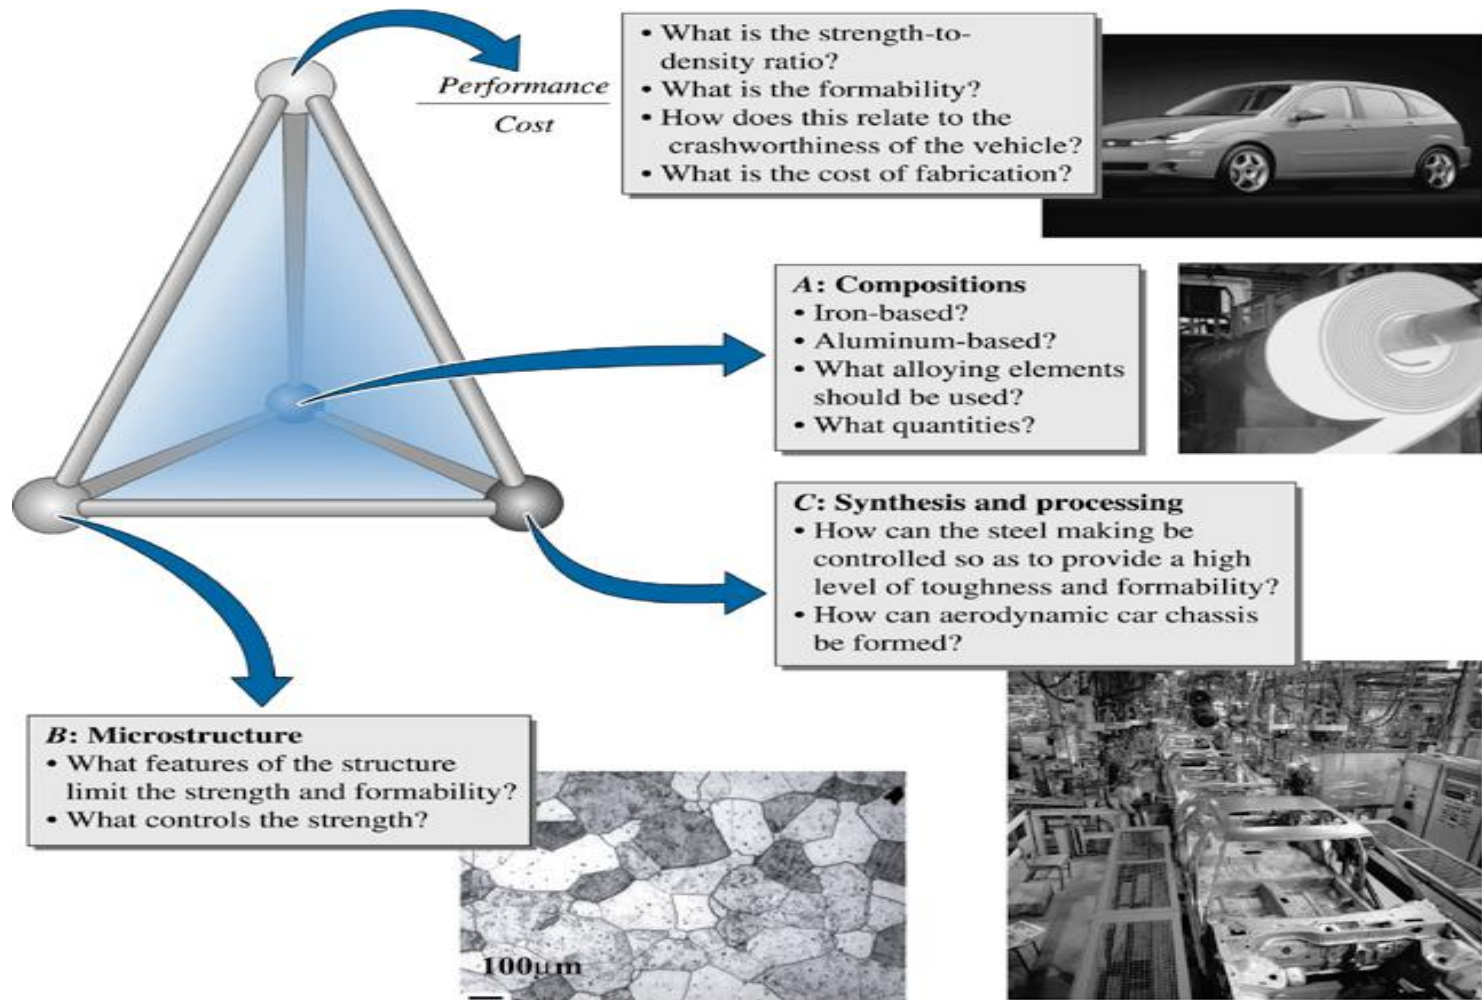 Performance
Cost
• What is the strength-to-
density ratio?
• What is the formability?
• How does this relate to the
crashworthiness of the vehicle?
• What is the cost of fabrication?
A: Compositions
• Iron-based?
• Aluminum-based?
• What alloying elements
should be used?
• What quantities?
C: Synthesis and processing
• How can the steel making be
controlled so as to provide a high
level of toughness and formability?
• How can aerodynamic car chassis
be formed?
B: Microstructure
• What features of the structure
limit the strength and formability?
• What controls the strength?
100μm